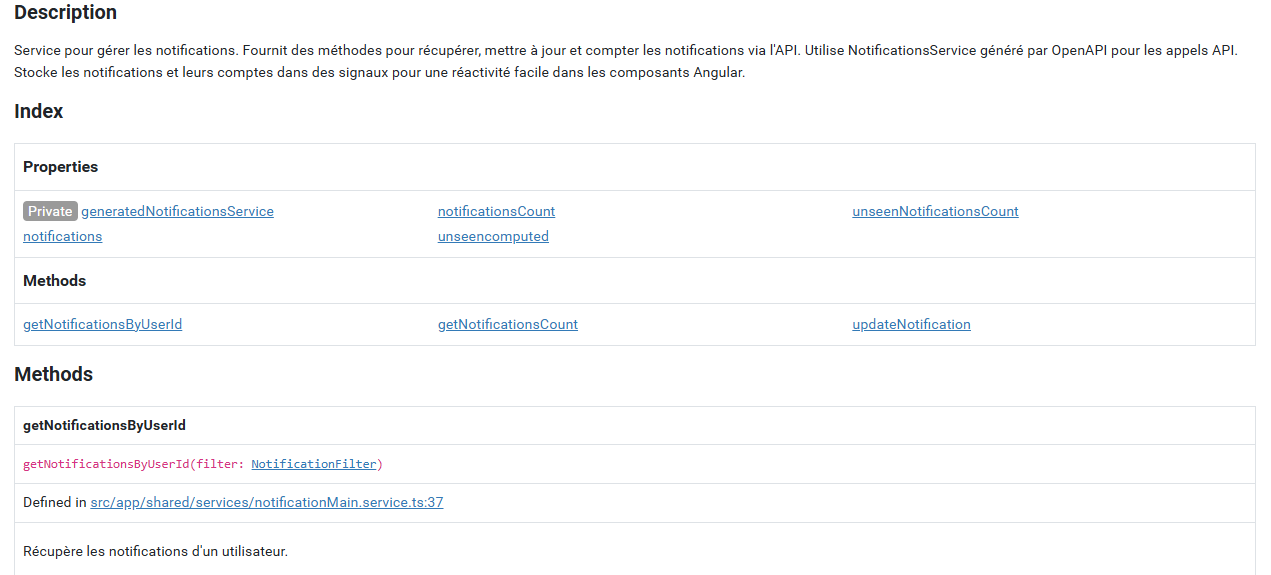 Description
Service pour gérer les notifications. Fournit des méthodes pour récupérer, mettre à jour et compter les notifications via l'API. Utilise NotificationsService généré par OpenAPI pour les appels API.
Stocke les notifications et leurs comptes dans des signaux pour une réactivité facile dans les composants Angular.
Index
Properties
Private generatedNotificationsService notificationsCount unseenNotificationsCount
notifications unseencomputed
Methods
getNotificationsByUserId getNotificationsCount updateNotification
Methods
getNotificationsByUserId
getNotificationsByUserId(filter: NotificationFilter)
Defined in src/app/shared/services/notificationMain.service.ts:37
Récupère les notifications d'un utilisateur.